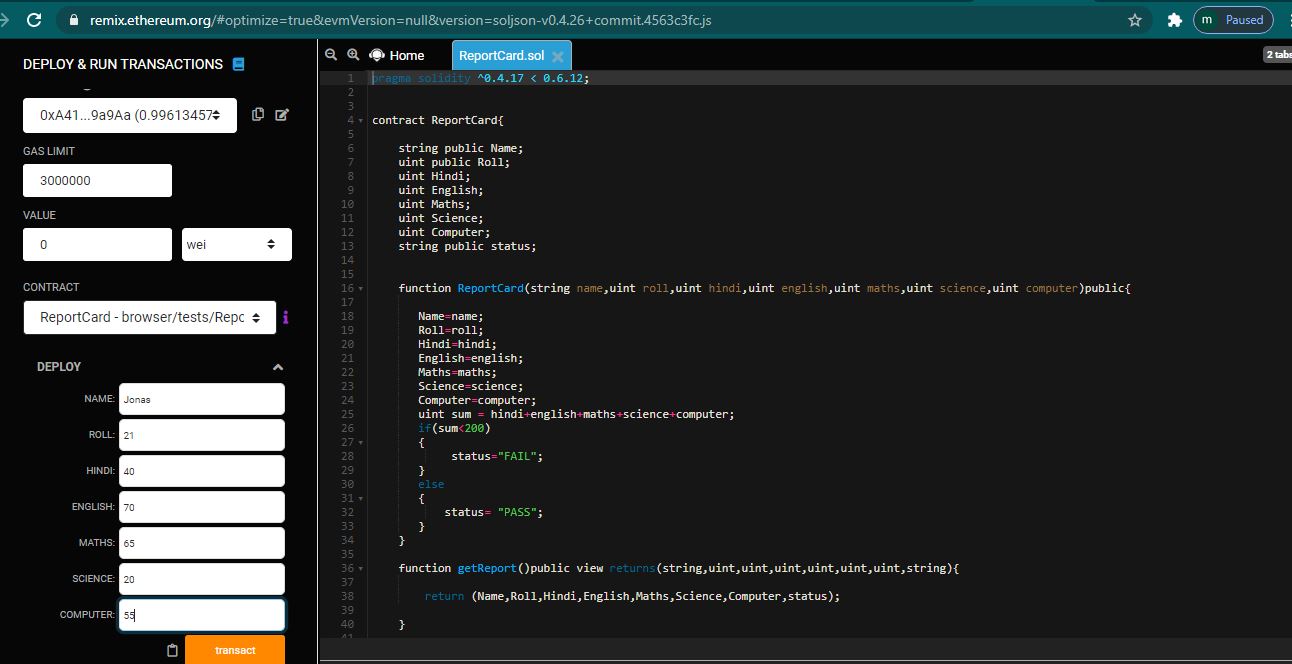 remix.ethereum.org/#optimize=true&evmVersion=null&version=soljson-v0.4.26+commit.4563c3fc.js
m Paused
DEPLOY & RUN TRANSACTIONS
Home
ReportCard.sol
2 tabs
0xA41...9a9Aa (0.99613457
GAS LIMIT
3000000
VALUE
0
wei
CONTRACT
ReportCard - browser/tests/Repc
i
DEPLOY
NAME: Jonas
ROLL: 21
HINDI: 40
ENGLISH: 70
MATHS: 65
SCIENCE: 20
COMPUTER: 55
transact
1 pragma solidity ^0.4.17 < 0.6.12;
2
3
4 contract ReportCard{
5
6 string public Name;
7 uint public Roll;
8 uint Hindi;
9 uint English;
10 uint Maths;
11 uint Science;
12 uint Computer;
13 string public status;
14
15
16 function ReportCard(string name,uint roll,uint hindi,uint english,uint maths,uint science,uint computer)public{
17
18 Name=name;
19 Roll=roll;
20 Hindi=hindi;
21 English=english;
22 Maths=maths;
23 Science=science;
24 Computer=computer;
25 uint sum = hindi+english+maths+science+computer;
26 if(sum<200)
27 {
28 status="FAIL";
29 }
30 else
31 {
32 status= "PASS";
33 }
34 }
35
36 function getReport()public view returns(string,uint,uint,uint,uint,uint,uint,string){
37
38 return (Name,Roll,Hindi,English,Maths,Science,Computer,status);
39
40 }
41